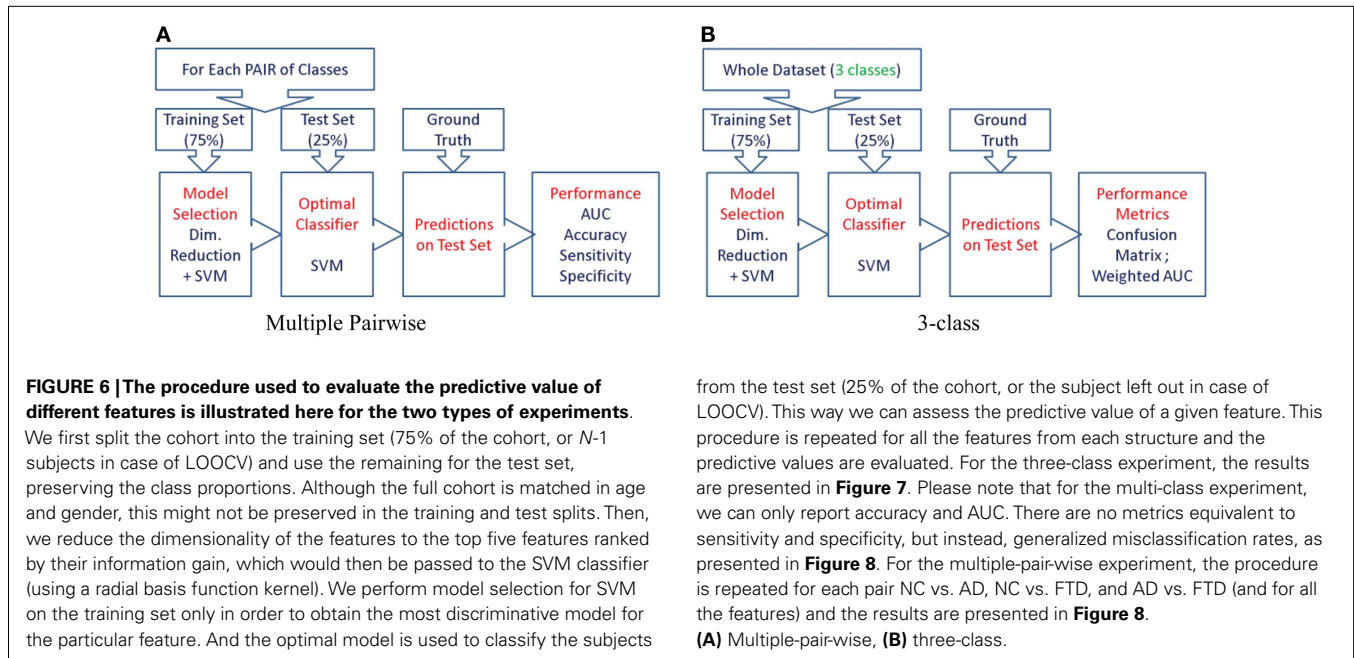 A
For Each PAIR of Classes
Training Set
(75%)
Test Set
(25%)
Ground
Truth
Model
Selection
Dim.
Reduction
+ SVM
Optimal
Classifier
SVM
Predictions
on Test Set
Performance
AUC
Accuracy
Sensitivity
Specificity
Multiple Pairwise
B
Whole Dataset (3 classes)
Training Set
(75%)
Test Set
(25%)
Ground
Truth
Model
Selection
Dim.
Reduction
+ SVM
Optimal
Classifier
SVM
Predictions
on Test Set
Performance
Metrics
Confusion
Matrix ;
Weighted AUC
3-class
FIGURE 6 | The procedure used to evaluate the predictive value of
different features is illustrated here for the two types of experiments.
We first split the cohort into the training set (75% of the cohort, or N-1
subjects in case of LOOCV) and use the remaining for the test set,
preserving the class proportions. Although the full cohort is matched in age
and gender, this might not be preserved in the training and test splits. Then,
we reduce the dimensionality of the features to the top five features ranked
by their information gain, which would then be passed to the SVM classifier
(using a radial basis function kernel). We perform model selection for SVM
on the training set only in order to obtain the most discriminative model for
the particular feature. And the optimal model is used to classify the subjects
from the test set (25% of the cohort, or the subject left out in case of
LOOCV). This way we can assess the predictive value of a given feature. This
procedure is repeated for all the features from each structure and the
predictive values are evaluated. For the three-class experiment, the results
are presented in Figure 7. Please note that for the multi-class experiment,
we can only report accuracy and AUC. There are no metrics equivalent to
sensitivity and specificity, but instead, generalized misclassification rates, as
presented in Figure 8. For the multiple-pair-wise experiment, the procedure
is repeated for each pair NC vs. AD, NC vs. FTD, and AD vs. FTD (and for all
the features) and the results are presented in Figure 8.
(A) Multiple-pair-wise, (B) three-class.